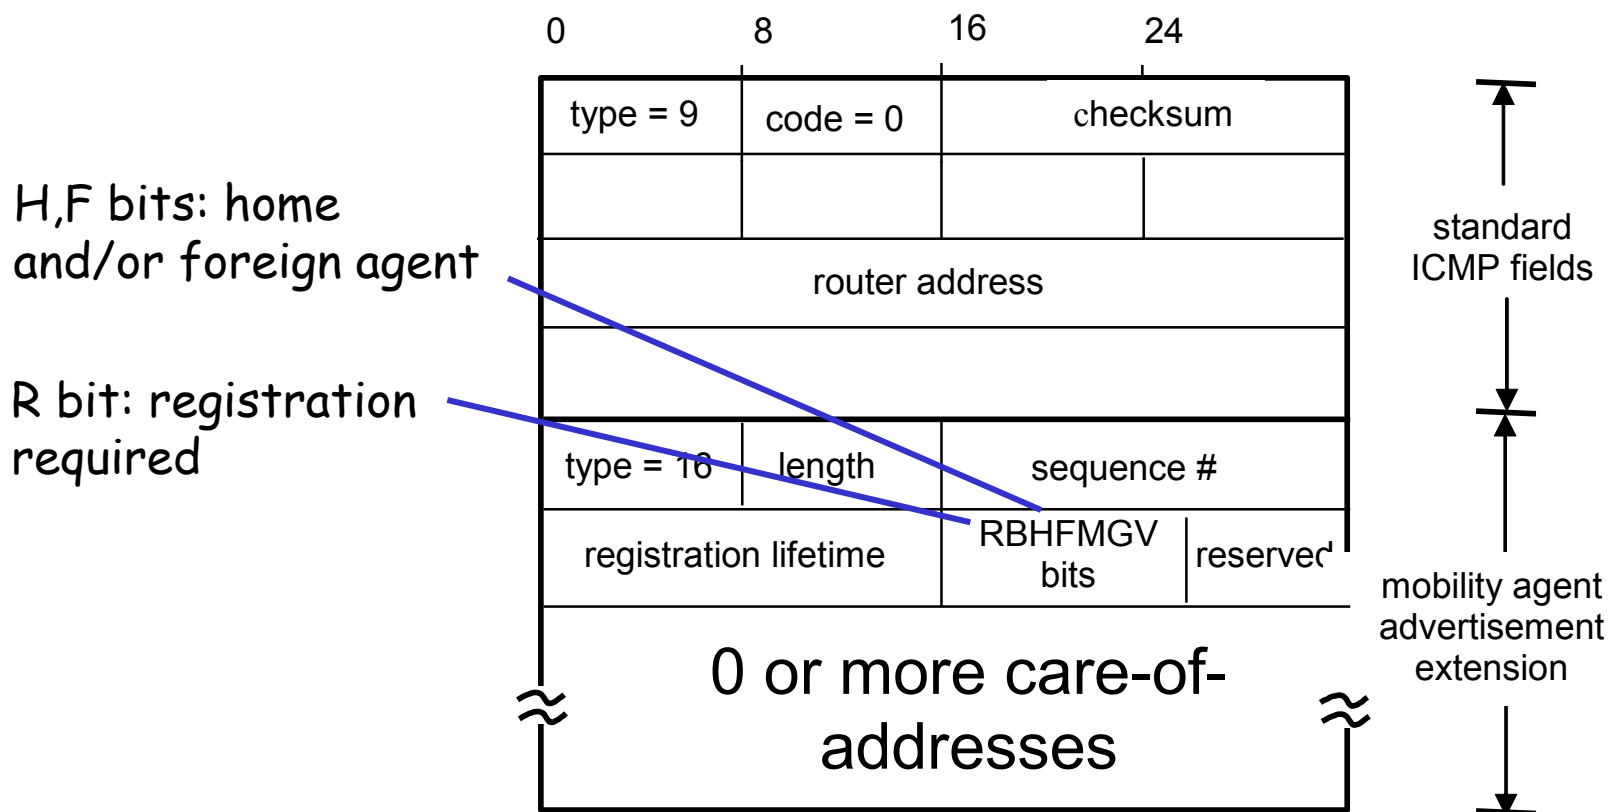 0 8 16 24
type = 9 code = 0 checksum
H,F bits: home
and/or foreign agent
standard
ICMP fields
router address
R bit: registration
required
type = 16 length sequence #
registration lifetime RBHFMGV
bits reserved
mobility agent
advertisement
extension
0 or more care-of-
addresses